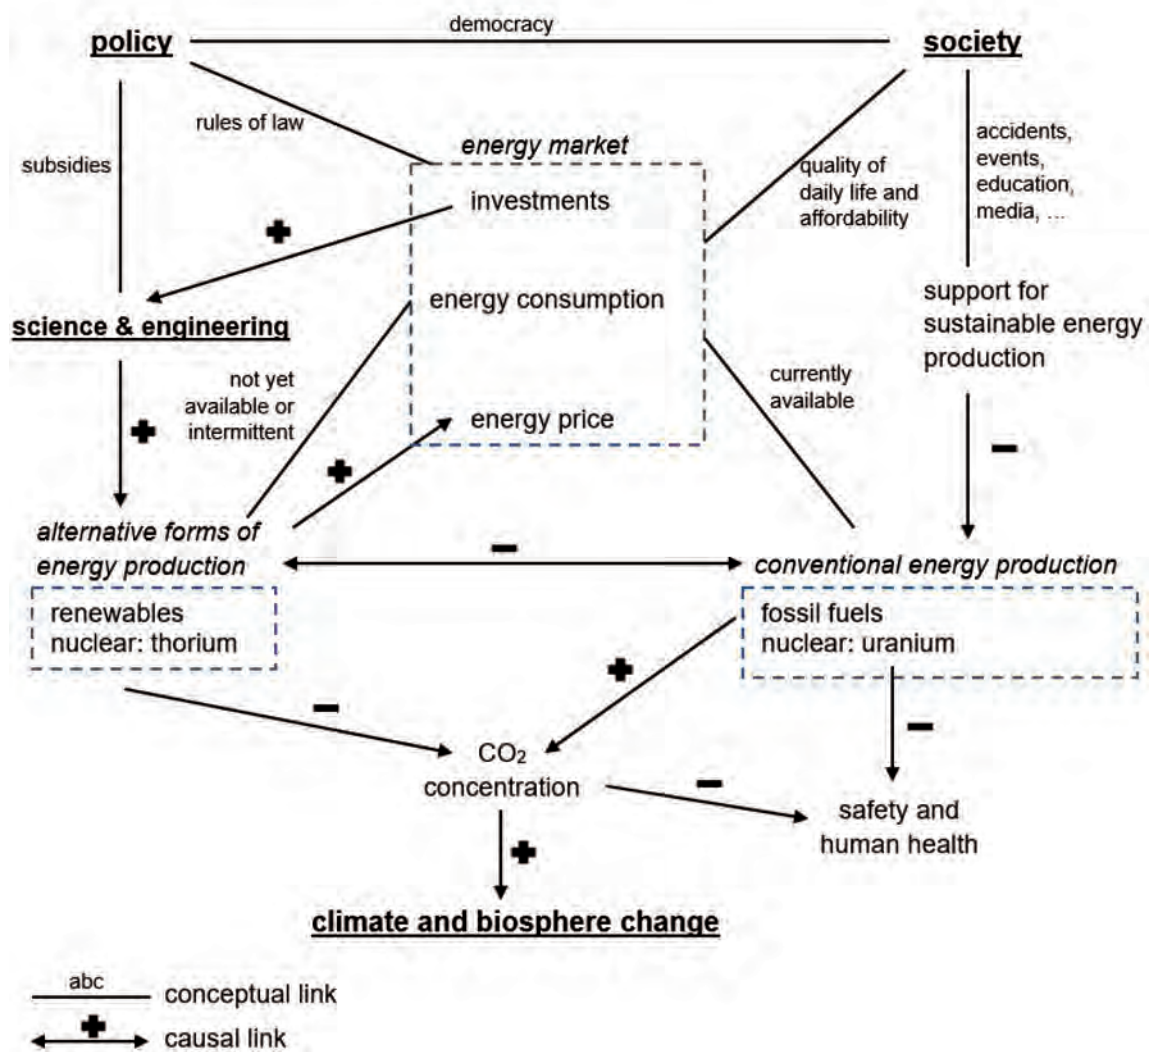 democracy
policy
society
rules of law
energy market
accidents,
events,
education,
media, ...
subsidies
quality of
daily life and
affordability
investments
+
energy consumption
support for
sustainable energy
production
science & engineering
not yet
available or
intermittent
currently
available
energy price
+
+
−
alternative forms of
energy production
−
conventional energy production
renewables
nuclear: thorium
fossil fuels
nuclear: uranium
+
−
−
CO₂
concentration
−
safety and
human health
+
climate and biosphere change
abc
conceptual link
+
causal link